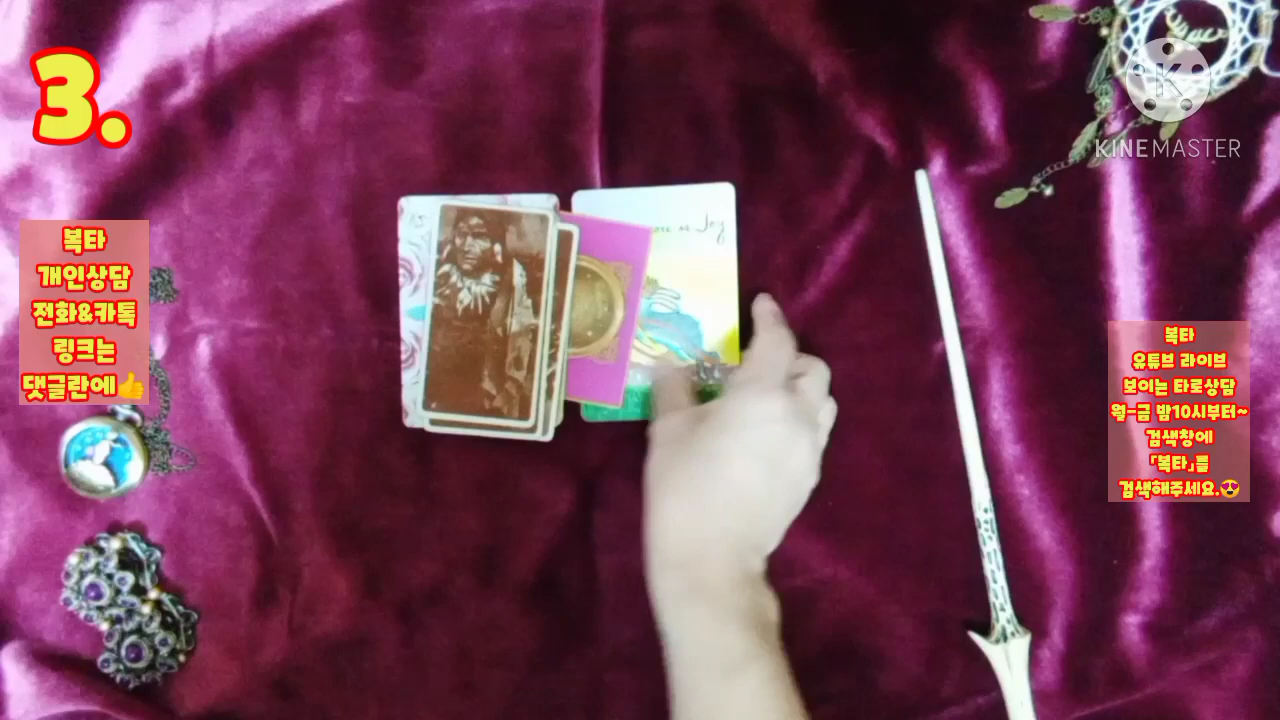 3.
복타
개인상담
전화&카톡
링크는
댓글란에👍
KINEMASTER
복타
유튜브 라이브
보이는 타로상담
월-금 밤10시부터~
검색창에
「복타」를
검색해주세요.😍
Joy